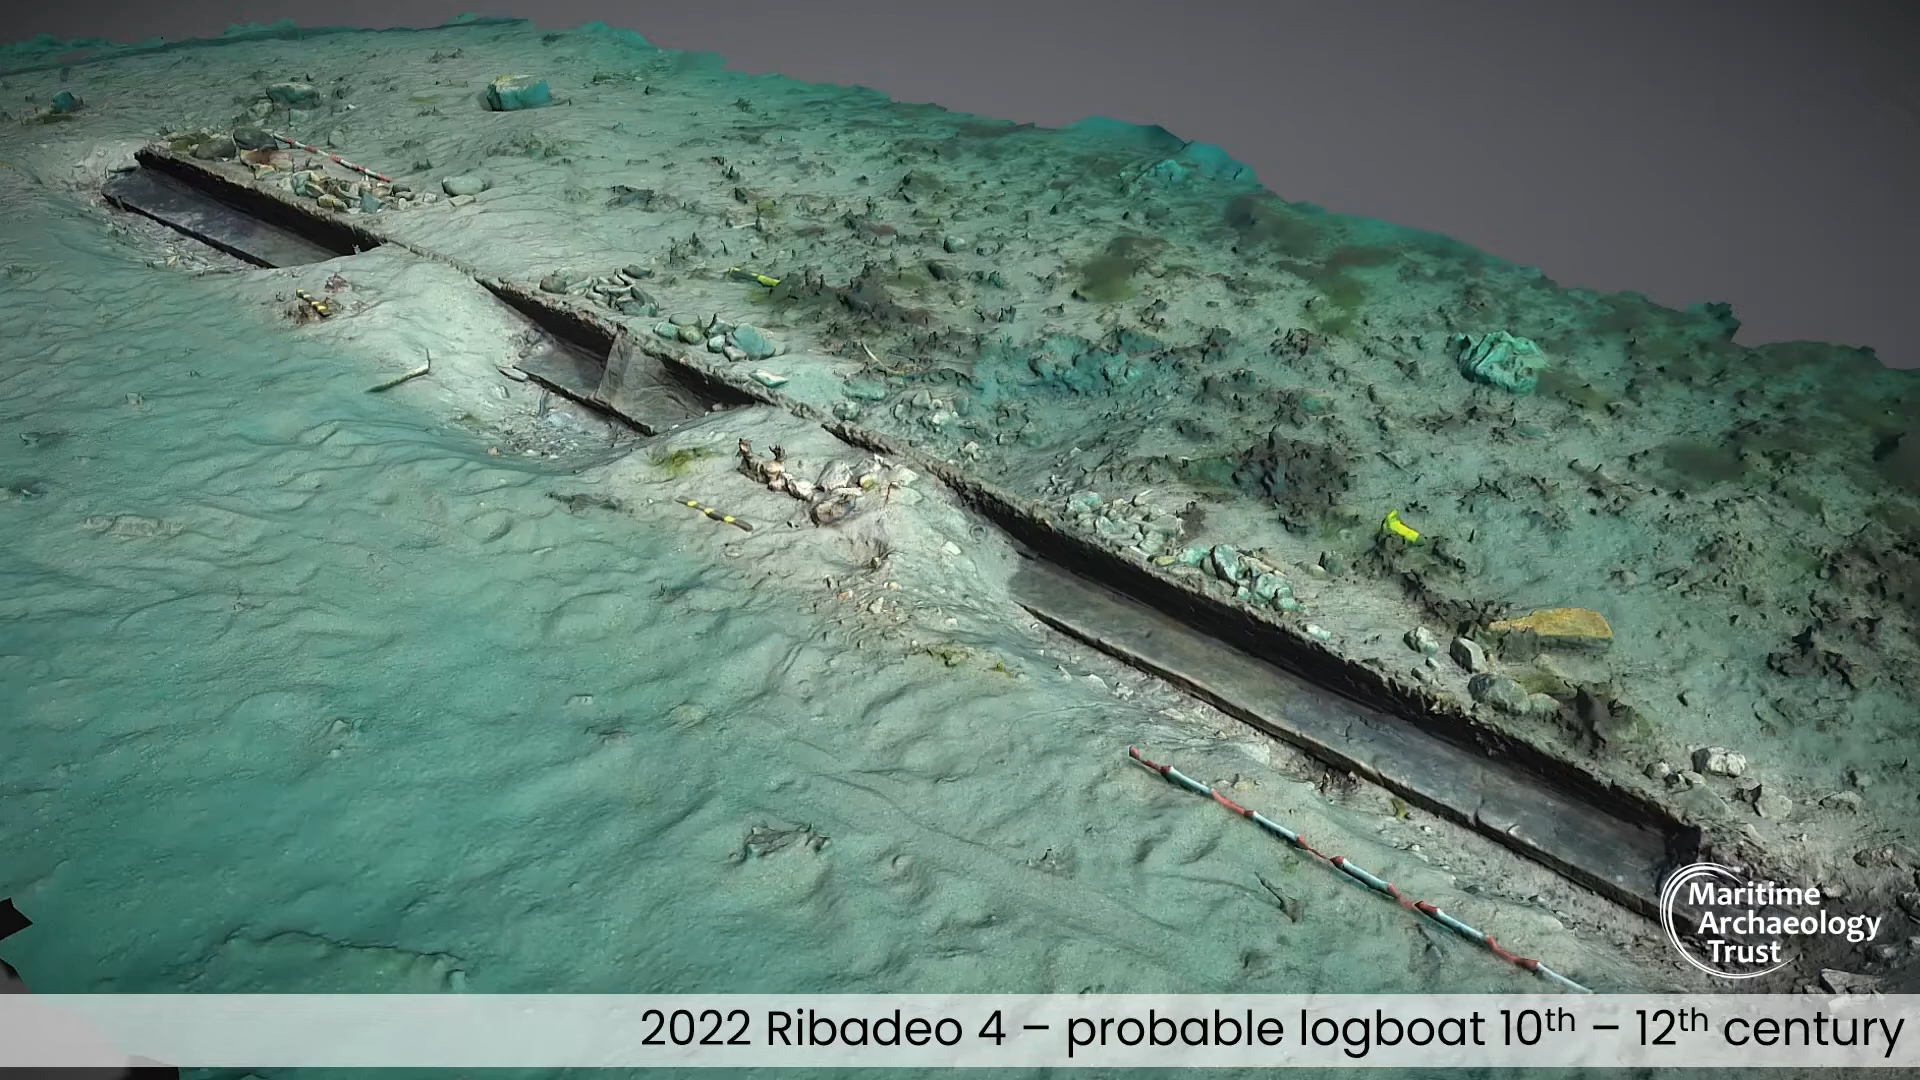 Maritime
Archaeology
Trust
2022 Ribadeo 4 – probable logboat 10th – 12th century